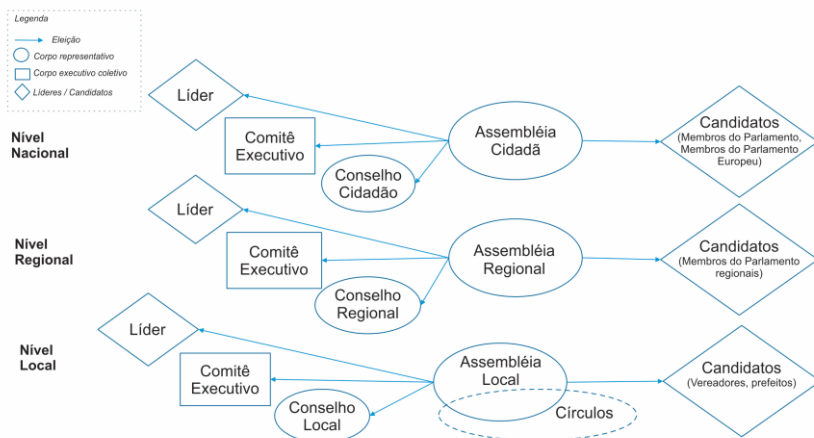 Legenda
Eleição
Corpo representativo
Corpo executivo coletivo
Líderes / Candidatos
Nível
Nacional
Líder
Comitê
Executivo
Conselho
Cidadão
Assembléia
Cidadã
Candidatos
(Membros do Parlamento,
Membros do Parlamento
Europeu)
Nível
Regional
Líder
Comitê
Executivo
Conselho
Regional
Assembléia
Regional
Candidatos
(Membros do Parlamento
regionais)
Nível
Local
Líder
Comitê
Executivo
Conselho
Local
Assembléia
Local
Círculos
Candidatos
(Vereadores, prefeitos)